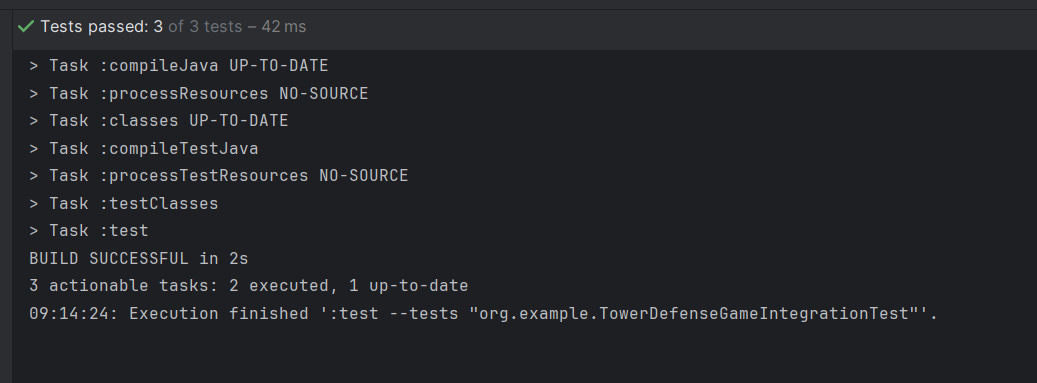 Tests passed: 3 of 3 tests – 42 ms
> Task :compileJava UP-TO-DATE
> Task :processResources NO-SOURCE
> Task :classes UP-TO-DATE
> Task :compileTestJava
> Task :processTestResources NO-SOURCE
> Task :testClasses
> Task :test
BUILD SUCCESSFUL in 2s
3 actionable tasks: 2 executed, 1 up-to-date
09:14:24: Execution finished ':test --tests "org.example.TowerDefenseGameIntegrationTest"'.